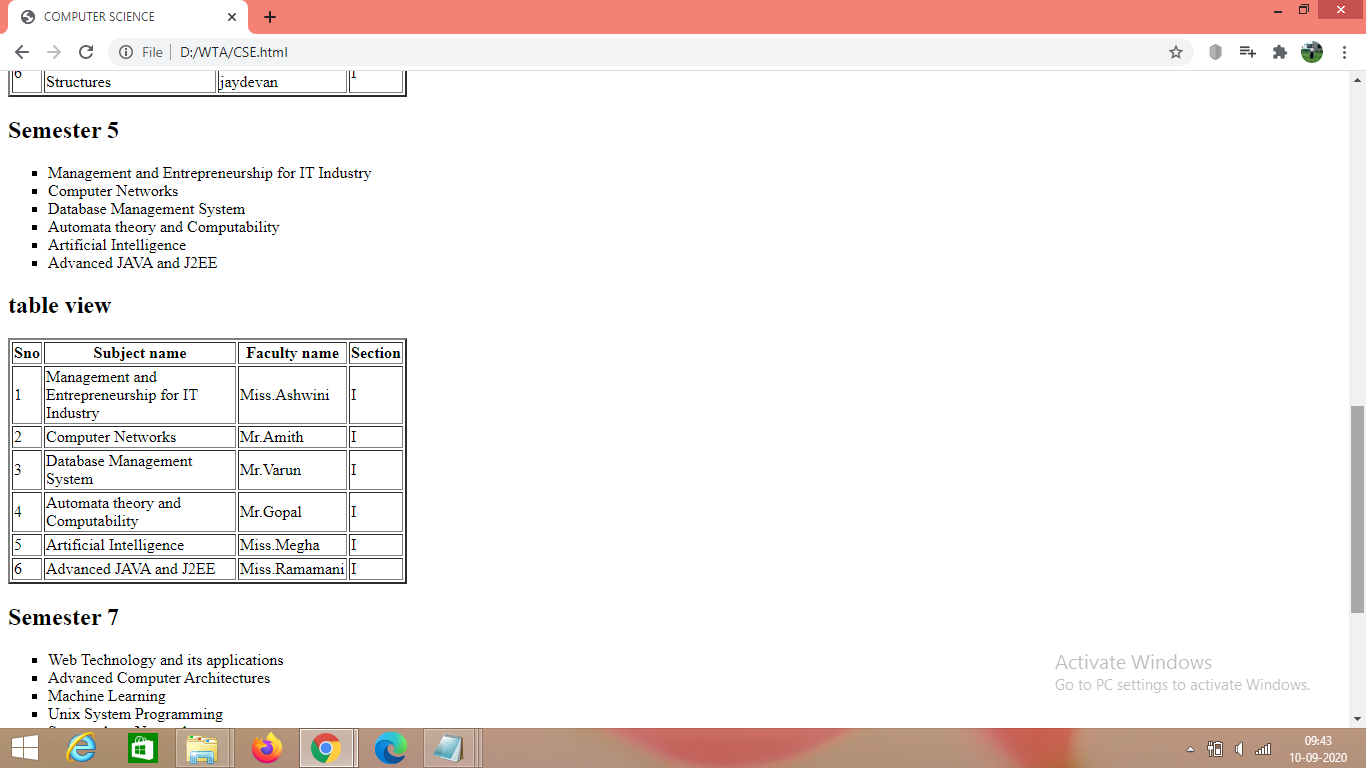 COMPUTER SCIENCE
File D:/WTA/CSE.html
6 Structures jaydevan I
Semester 5
Management and Entrepreneurship for IT Industry
Computer Networks
Database Management System
Automata theory and Computability
Artificial Intelligence
Advanced JAVA and J2EE
table view
Sno Subject name Faculty name Section
1 Management and
Entrepreneurship for IT
Industry Miss.Ashwini I
2 Computer Networks Mr.Amith I
3 Database Management
System Mr.Varun I
4 Automata theory and
Computability Mr.Gopal I
5 Artificial Intelligence Miss.Megha I
6 Advanced JAVA and J2EE Miss.Ramamani I
Semester 7
Web Technology and its applications
Advanced Computer Architectures
Machine Learning
Unix System Programming
Activate Windows
Go to PC settings to activate Windows.
09:43
10-09-2020